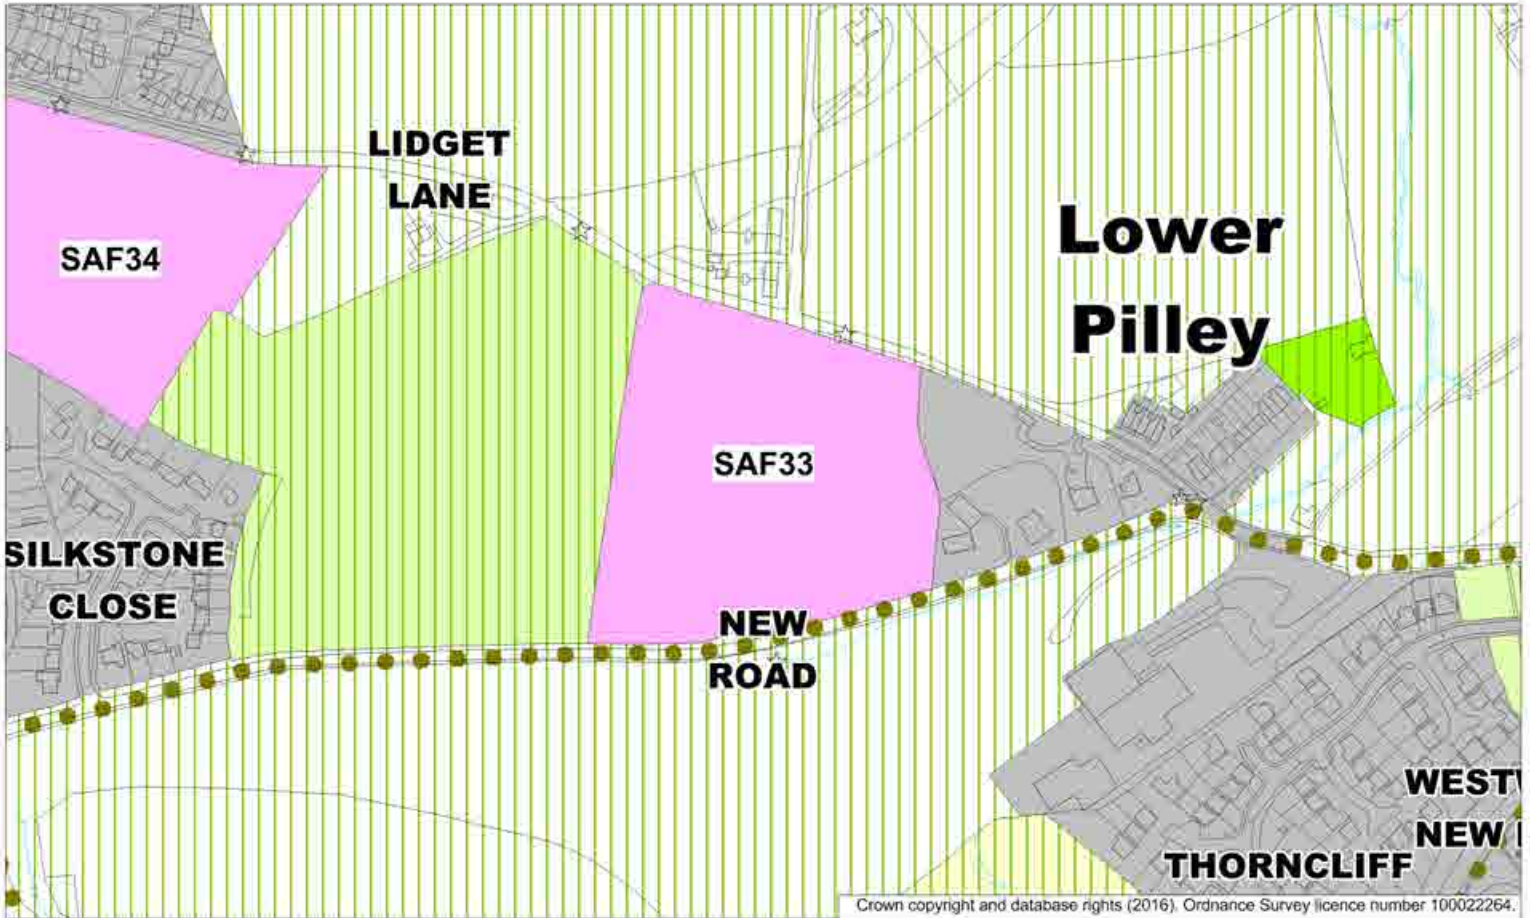 LIDGET
LANE
Lower
Pilley
SAF34
SAF33
SILKSTONE
CLOSE
NEW
ROAD
WESTW
NEW
THORNCLIFF
Crown copyright and database rights (2016). Ordnance Survey licence number 100022264.